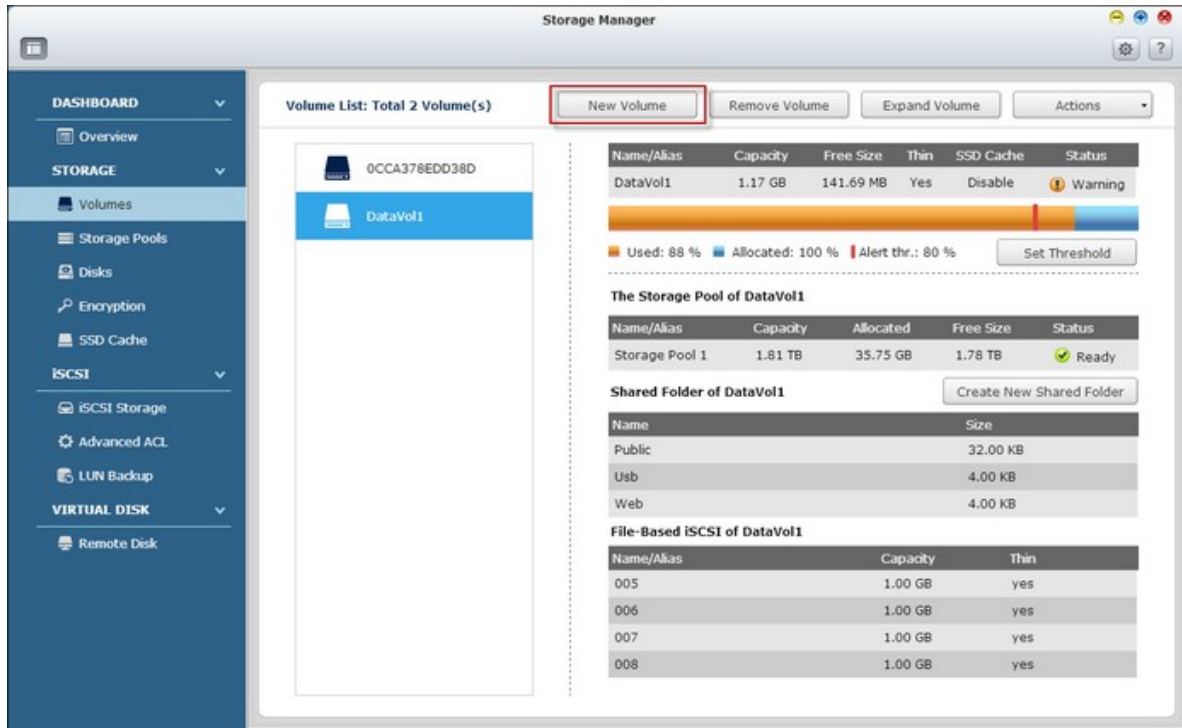 Storage Manager
?
DASHBOARD
Overview
STORAGE
Volumes
Storage Pools
Disks
Encryption
SSD Cache
iSCSI
iSCSI Storage
Advanced ACL
LUN Backup
VIRTUAL DISK
Remote Disk
Volume List: Total 2 Volume(s)
New Volume Remove Volume Expand Volume Actions
0CCA378EDD38D
DataVol1
Name/Alias Capacity Free Size Thin SSD Cache Status
DataVol1 1.17 GB 141.69 MB Yes Disable Warning
Used: 88 % Allocated: 100 % Alert thr.: 80 % Set Threshold
The Storage Pool of DataVol1
Name/Alias Capacity Allocated Free Size Status
Storage Pool 1 1.81 TB 35.75 GB 1.78 TB Ready
Shared Folder of DataVol1 Create New Shared Folder
Name Size
Public 32.00 KB
Usb 4.00 KB
Web 4.00 KB
File-Based iSCSI of DataVol1
Name/Alias Capacity Thin
005 1.00 GB yes
006 1.00 GB yes
007 1.00 GB yes
008 1.00 GB yes